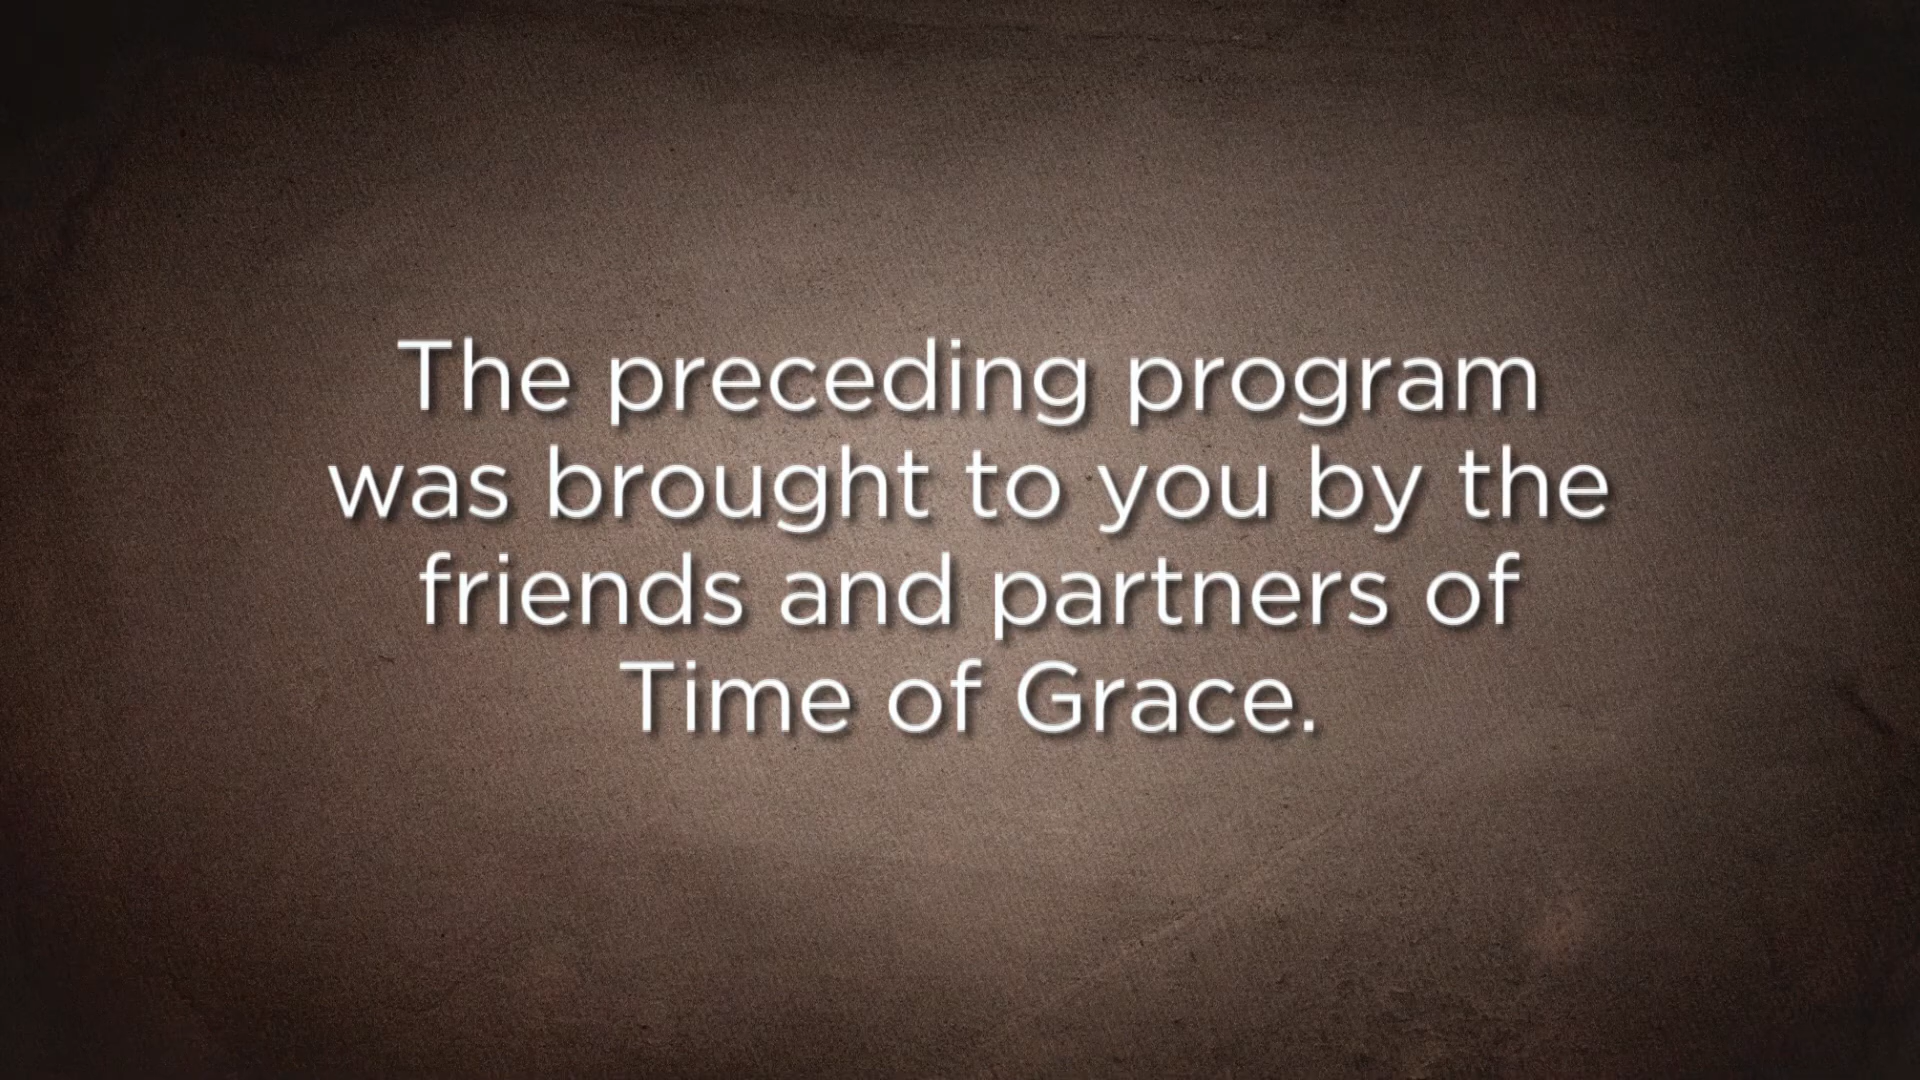 The preceding program
was brought to you by the
friends and partners of
Time of Grace.